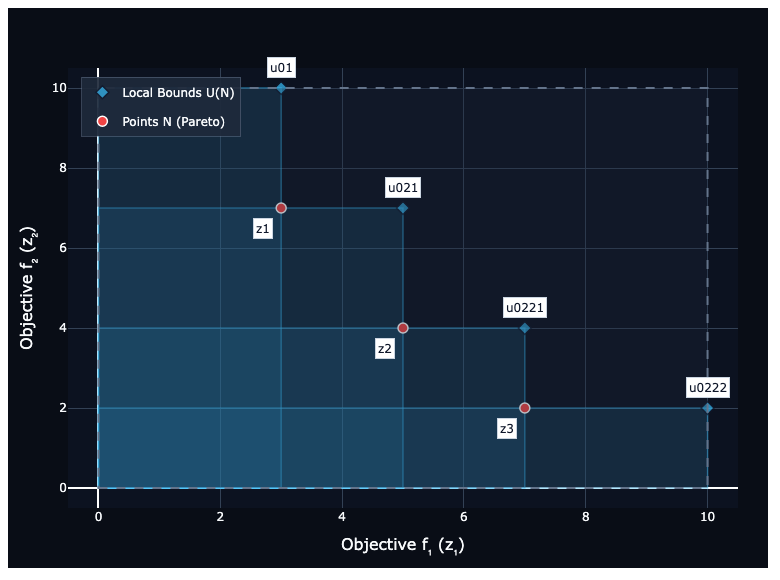 u01
Local Bounds U(N)
Points N (Pareto)
u021
z1
u0221
z2
u0222
z3
10
8
6
4
2
0
Objective f₂ (z₂)
0
2
4
6
8
10
Objective f₁ (z₁)